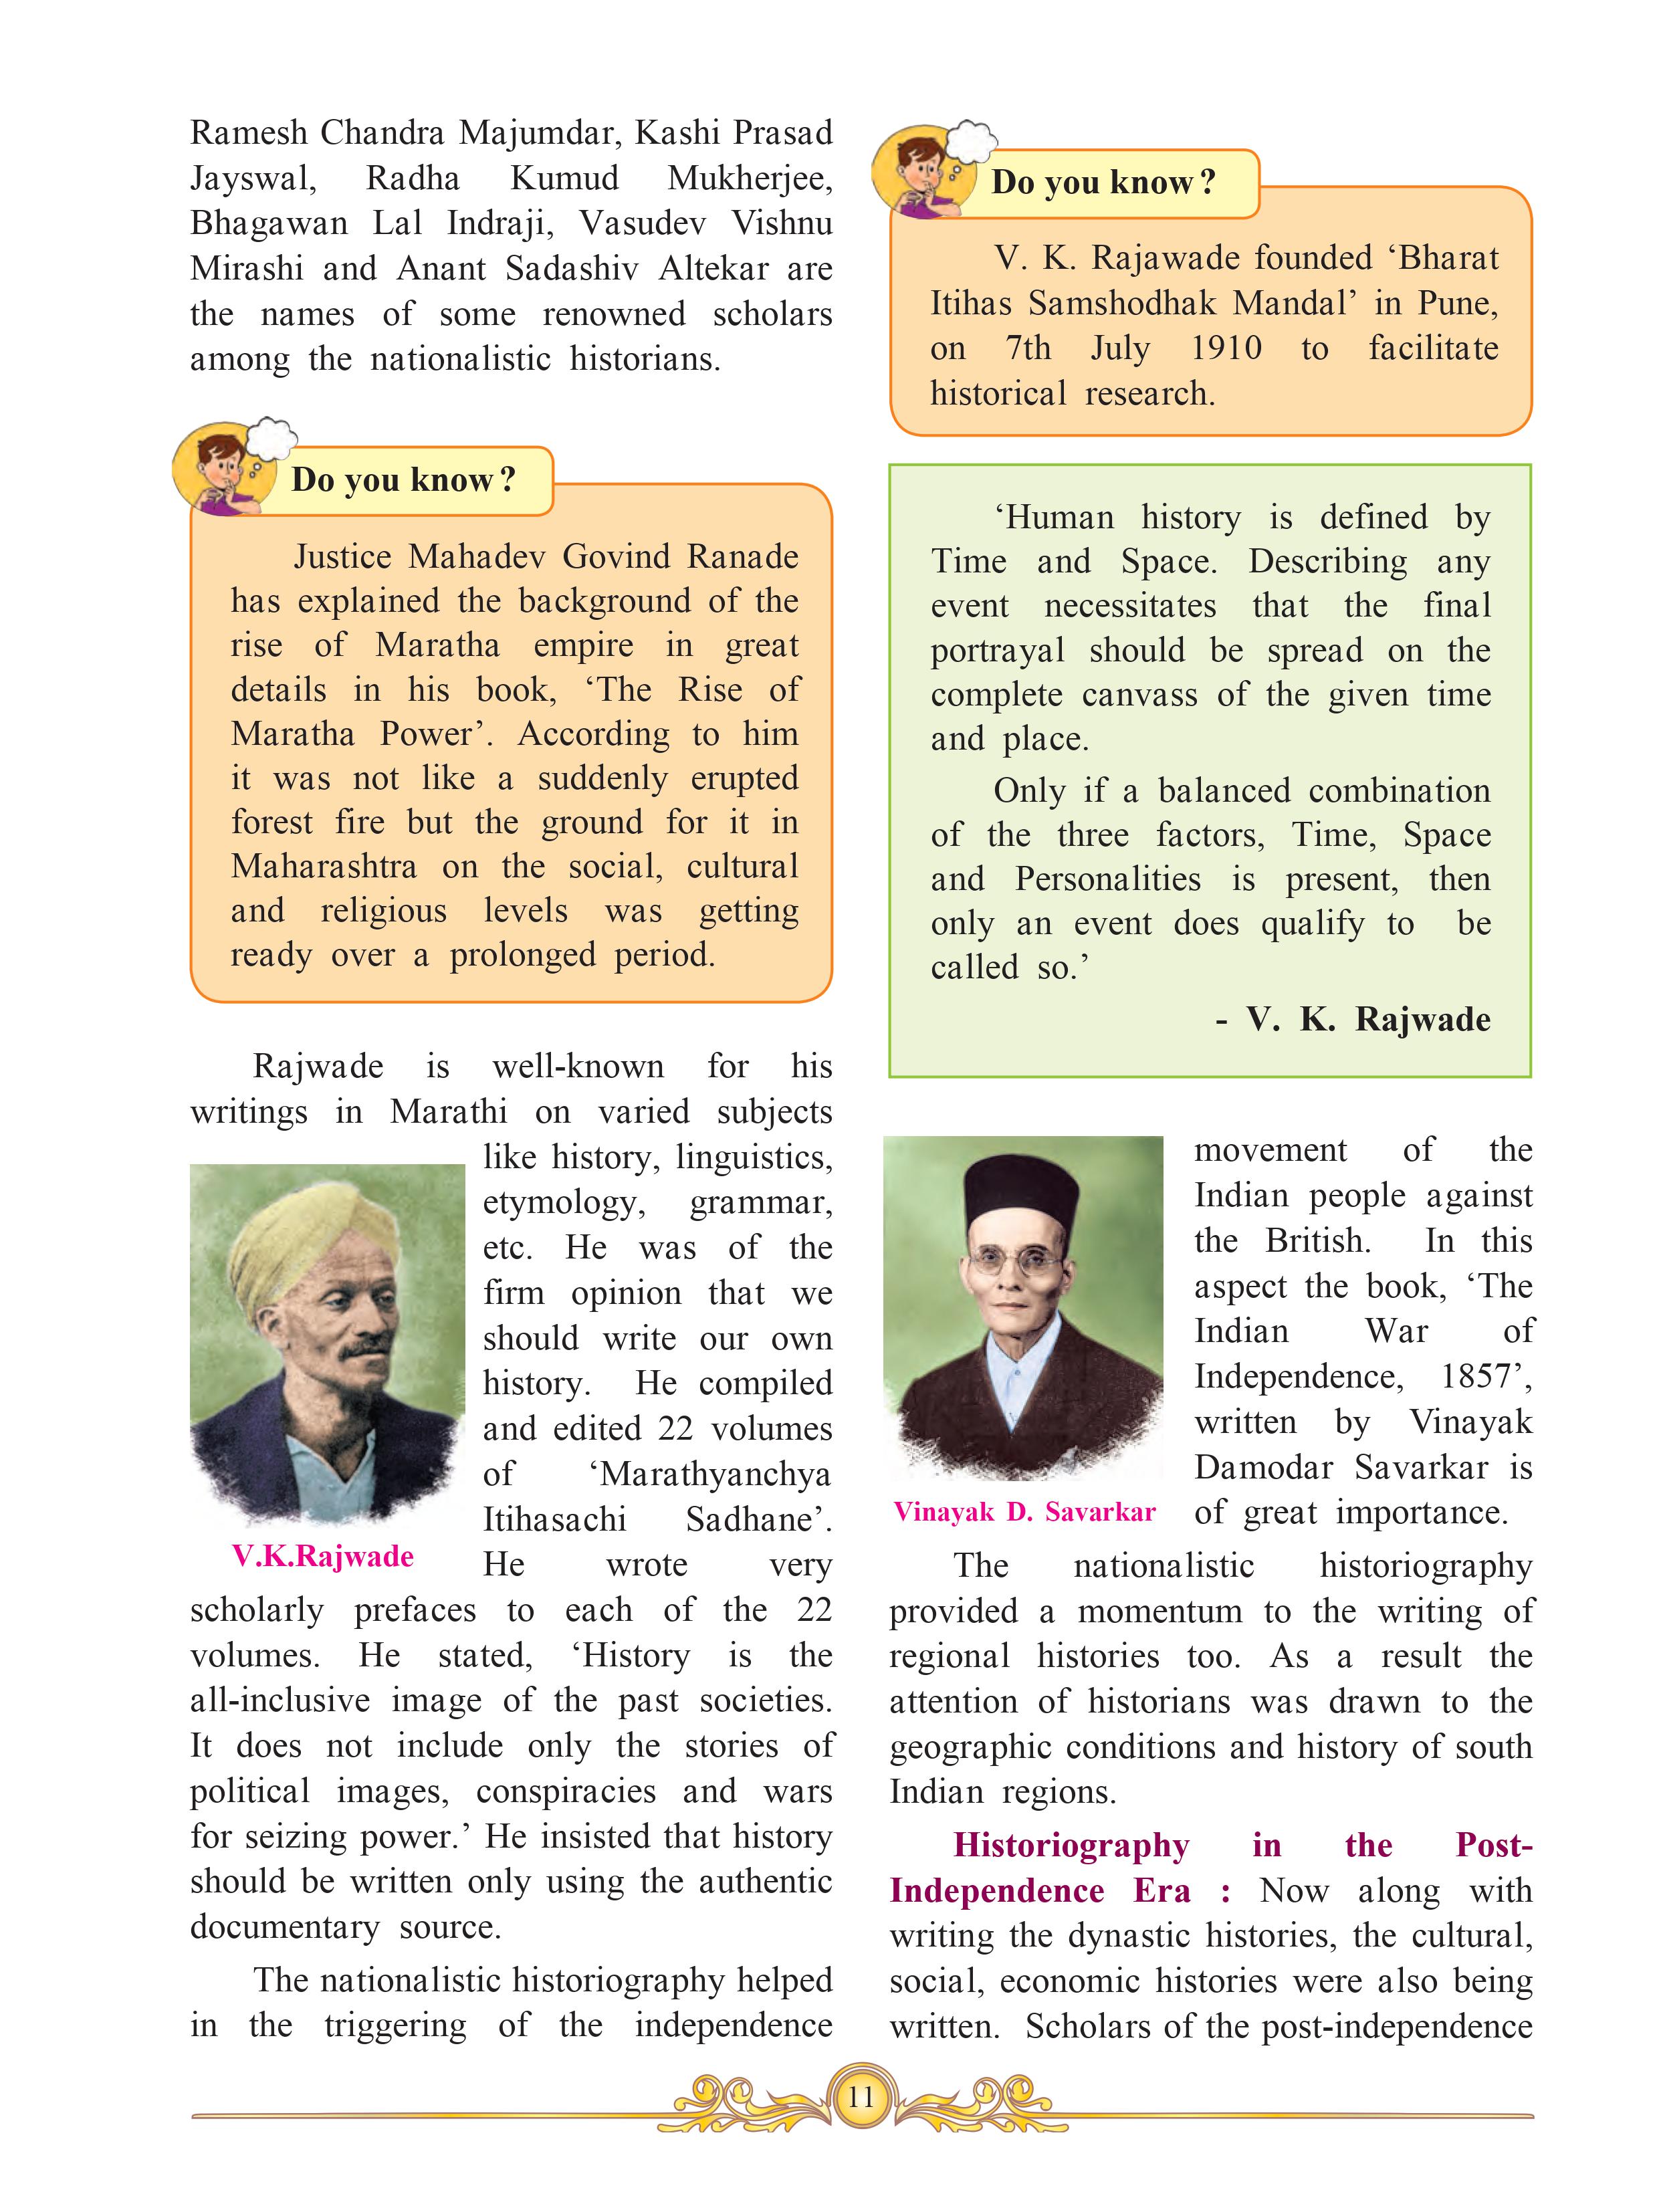 Ramesh Chandra Majumdar, Kashi Prasad
Jayswal, Radha Kumud Mukherjee,
Bhagawan Lal Indraji, Vasudev Vishnu
Mirashi and Anant Sadashiv Altekar are
the names of some renowned scholars
among the nationalistic historians.
Do you know ?
Justice Mahadev Govind Ranade
has explained the background of the
rise of Maratha empire in great
details in his book, ‘The Rise of
Maratha Power’. According to him
it was not like a suddenly erupted
forest fire but the ground for it in
Maharashtra on the social, cultural
and religious levels was getting
ready over a prolonged period.
Rajwade is well-known for his
writings in Marathi on varied subjects
like history, linguistics,
etymology, grammar,
etc. He was of the
firm opinion that we
should write our own
history. He compiled
and edited 22 volumes
of ‘Marathyanchya
Itihasachi Sadhane’.
He wrote very
V.K.Rajwade
scholarly prefaces to each of the 22
volumes. He stated, ‘History is the
all-inclusive image of the past societies.
It does not include only the stories of
political images, conspiracies and wars
for seizing power.’ He insisted that history
should be written only using the authentic
documentary source.
The nationalistic historiography helped
in the triggering of the independence
Do you know ?
V. K. Rajawade founded ‘Bharat
Itihas Samshodhak Mandal’ in Pune,
on 7th July 1910 to facilitate
historical research.
‘Human history is defined by
Time and Space. Describing any
event necessitates that the final
portrayal should be spread on the
complete canvass of the given time
and place.
Only if a balanced combination
of the three factors, Time, Space
and Personalities is present, then
only an event does qualify to be
called so.’
- V. K. Rajwade
movement of the
Indian people against
the British. In this
aspect the book, ‘The
Indian War of
Independence, 1857’,
written by Vinayak
Damodar Savarkar is
of great importance.
Vinayak D. Savarkar
The nationalistic historiography
provided a momentum to the writing of
regional histories too. As a result the
attention of historians was drawn to the
geographic conditions and history of south
Indian regions.
Historiography in the Post-
Independence Era : Now along with
writing the dynastic histories, the cultural,
social, economic histories were also being
written. Scholars of the post-independence
11